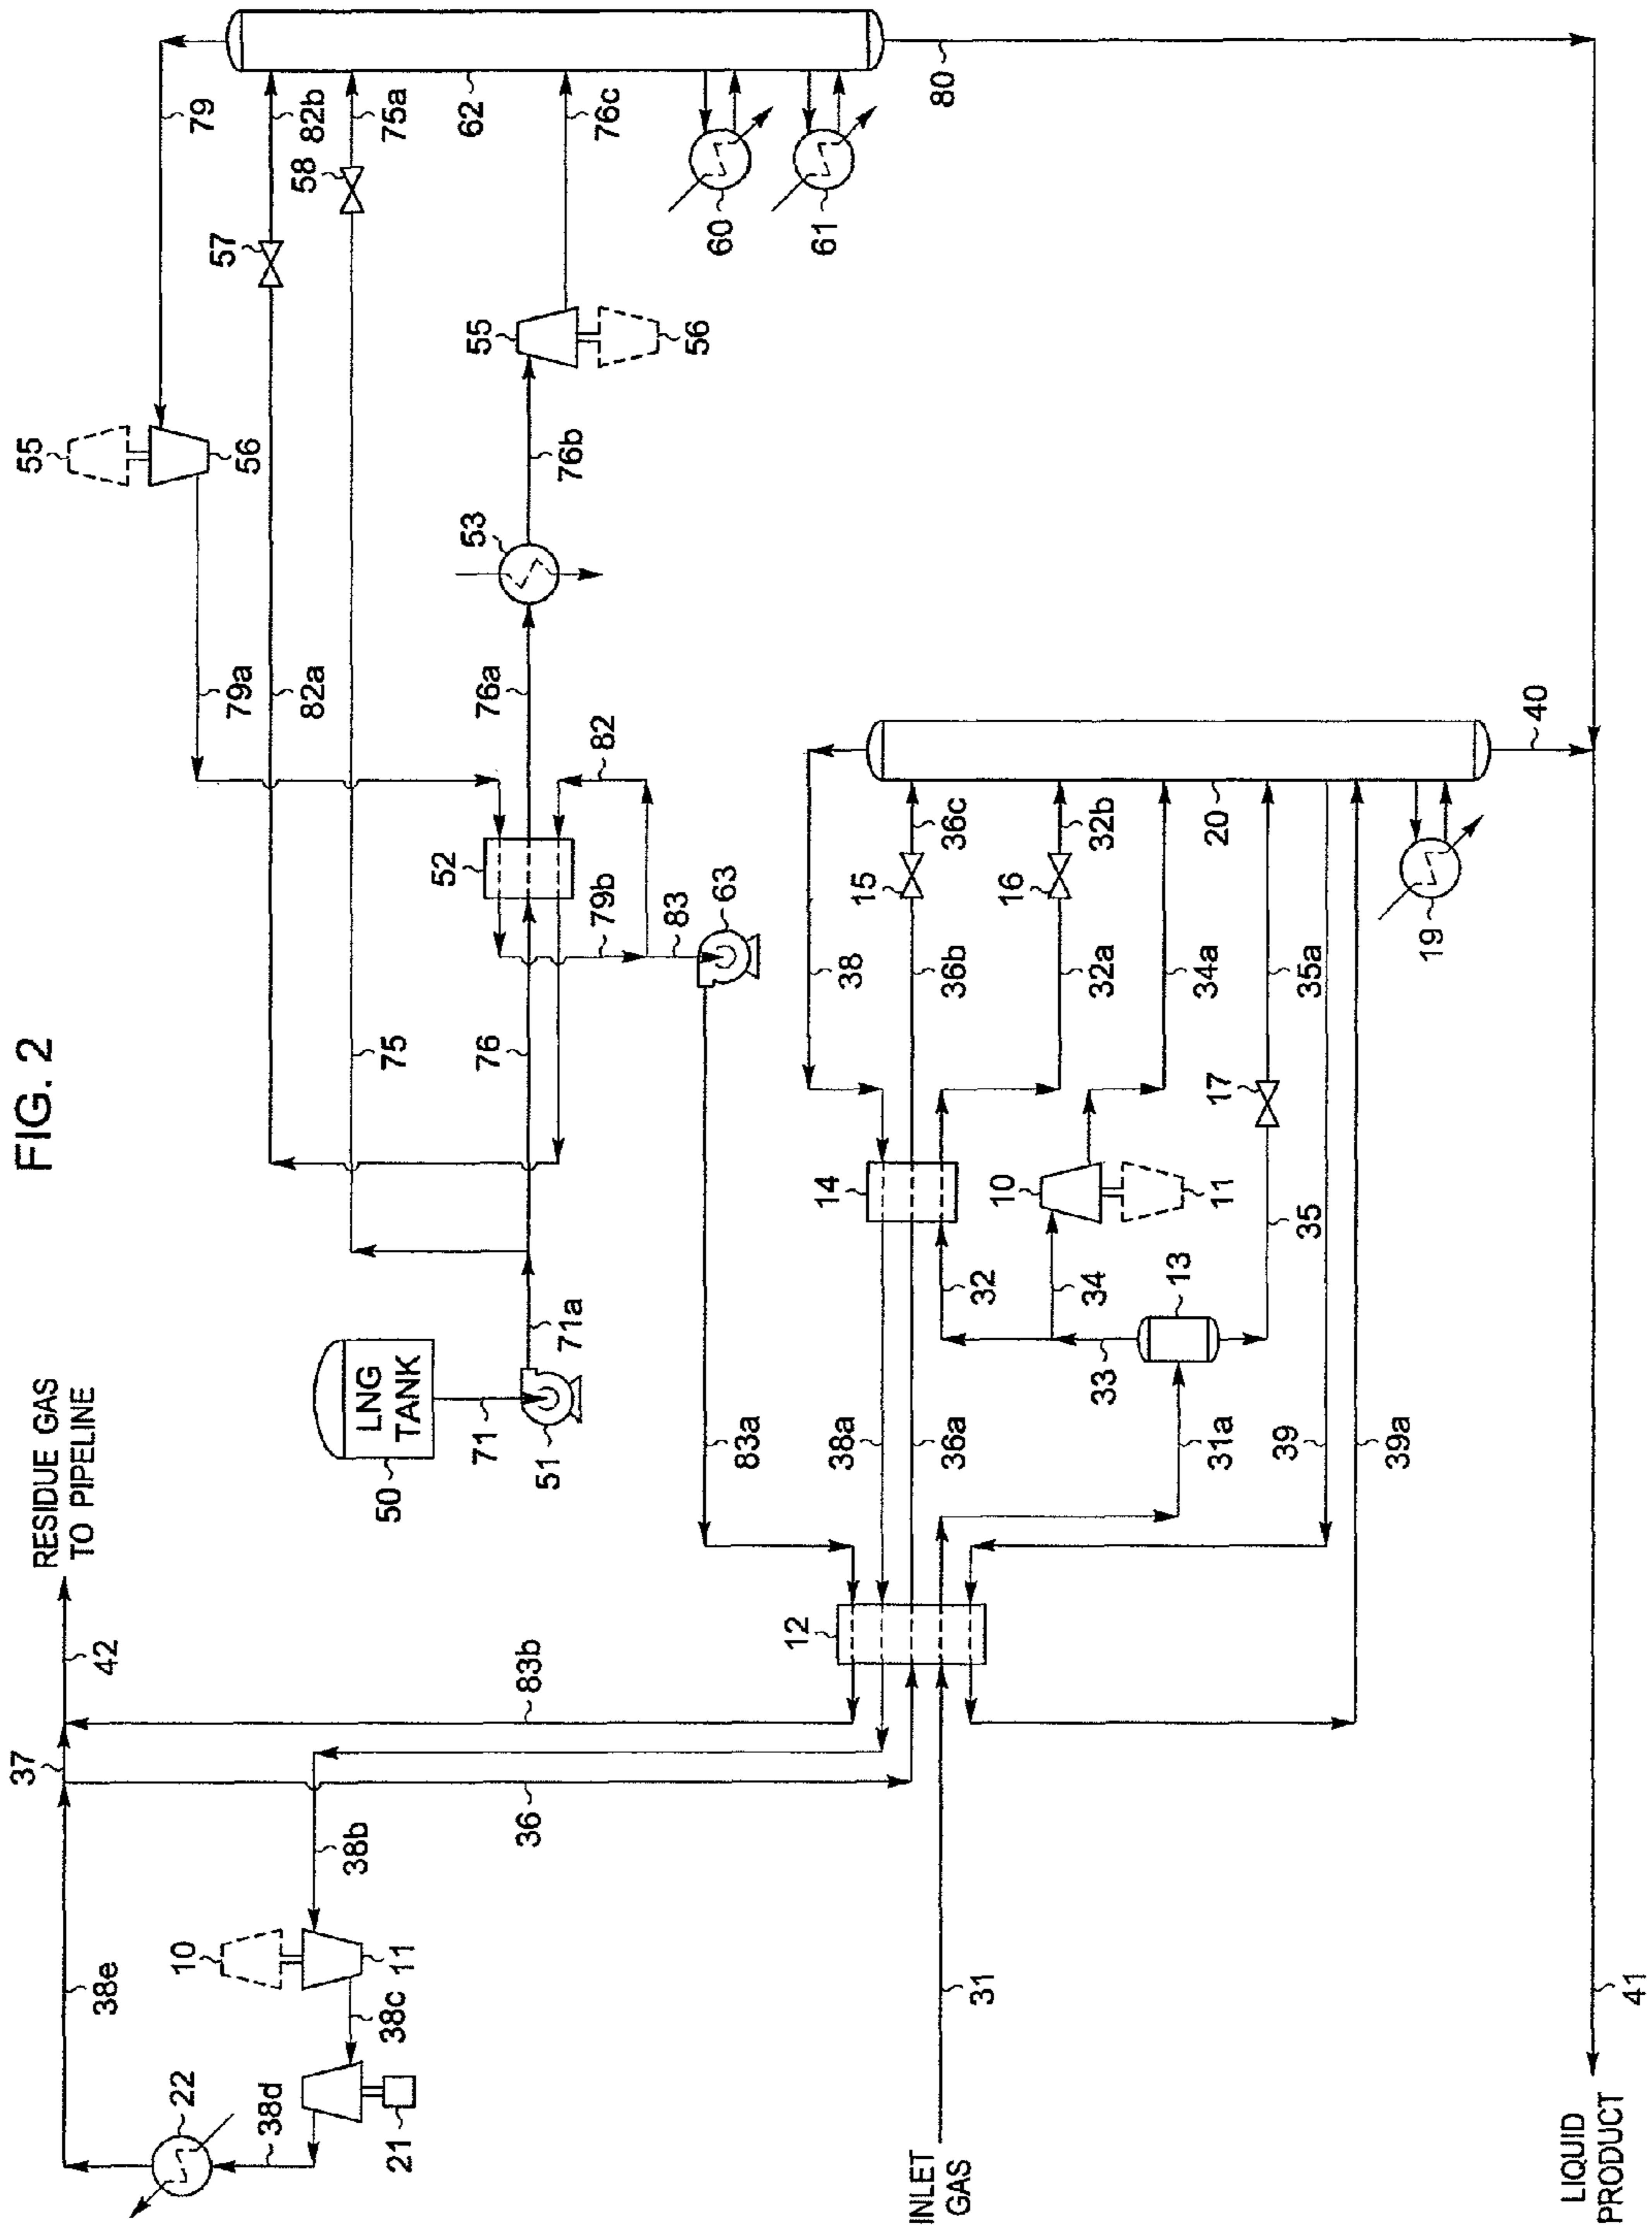 FIG. 2
RESIDUE GAS
TO PIPELINE
LNG
TANK
INLET
GAS
LIQUID
PRODUCT
79
82b
75a
62
76c
80
57
58
60
61
55
56
55
56
76b
53
79a
82a
76a
82
52
79b
83
63
75
76
71a
71
50
51
83a
40
38
36c
15
36b
32b
16
32a
20
34a
35a
19
17
14
10
11
35
32
34
13
33
38a
36a
31a
39
39a
12
42
83b
37
36
38b
10
11
38e
38c
22
38d
21
31
41